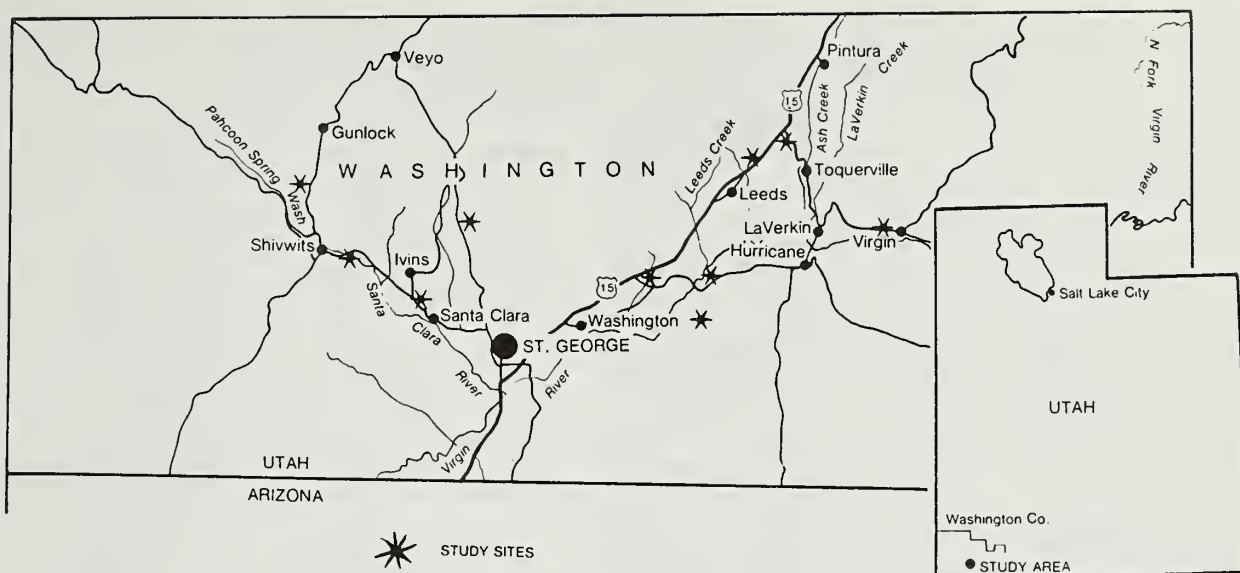 Veyo
Pintura
N Fork Virgin River
15
Ash Creek
LaVerkin Creek
Pahcoon Spring Wash
Gunlock
Leeds Creek
WASHINGTON
Toquerville
Leeds
LaVerkin
Virgin
Shivwits
Hurricane
Ivins
15
Salt Lake City
Santa Clara River
Santa Clara
Washington
ST. GEORGE
Virgin River
UTAH
UTAH
ARIZONA
Washington Co.
STUDY SITES
STUDY AREA